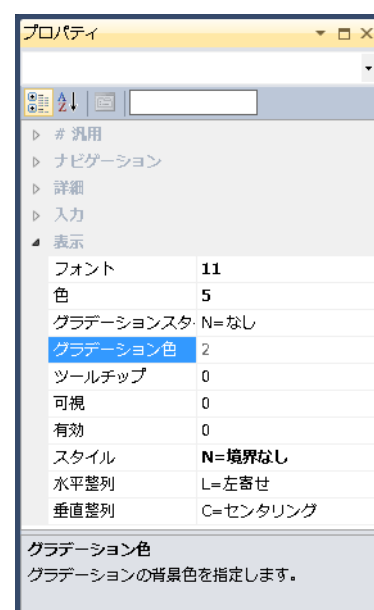 プロパティ
# 汎用
ナビゲーション
詳細
入力
表示
フォント 11
色 5
グラデーションスタ N=なし
グラデーション色 2
ツールチップ 0
可視 0
有効 0
スタイル N=境界なし
水平整列 L=左寄せ
垂直整列 C=センタリング
グラデーション色
グラデーションの背景色を指定します。